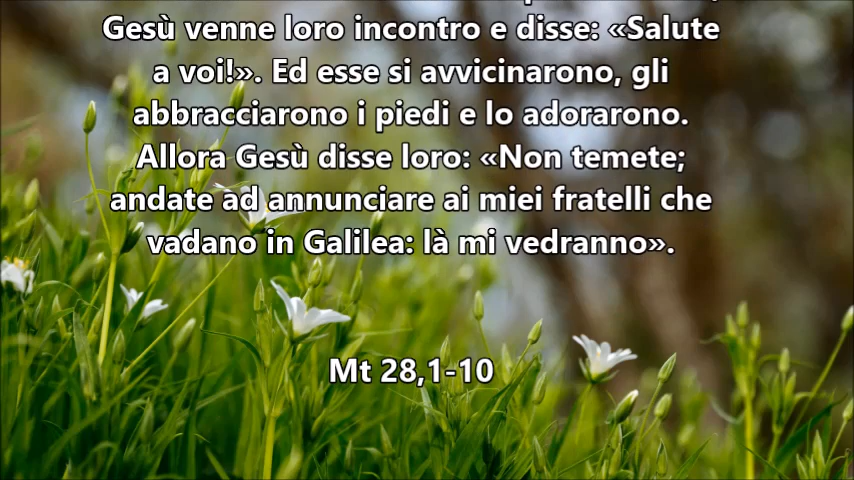 Gesù venne loro incontro e disse: «Salute
a voi!». Ed esse si avvicinarono, gli
abbracciarono i piedi e lo adorarono.
Allora Gesù disse loro: «Non temete;
andate ad annunciare ai miei fratelli che
vadano in Galilea: là mi vedranno».
Mt 28,1-10